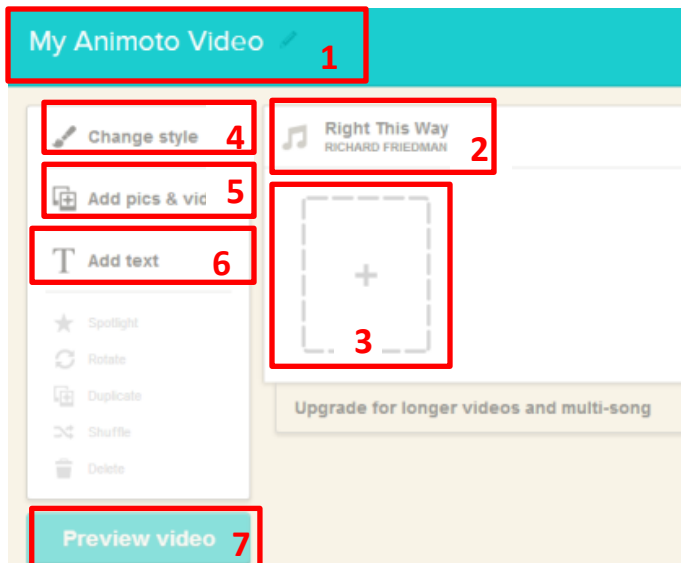 My Animoto Video 1
Change style 4
Right This Way
RICHARD FRIEDMAN 2
Add pics & vid 5
Add text 6
+
3
Spotlight
Rotate
Duplicate
Shuffle
Delete
Upgrade for longer videos and multi-song
Preview video 7